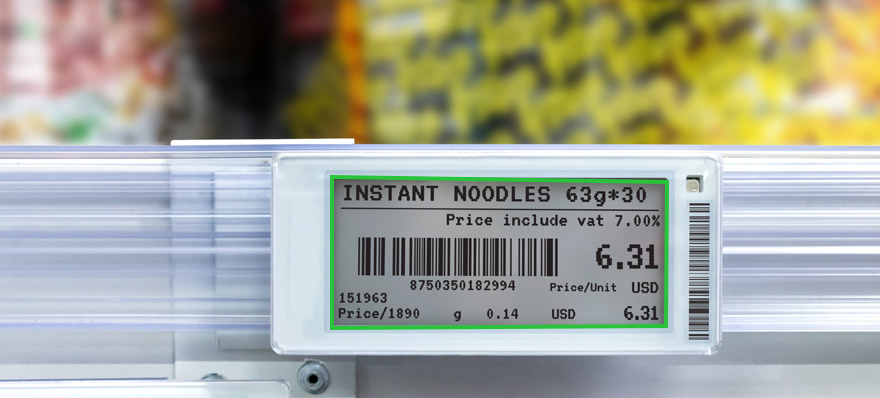 INSTANT NOODLES 63g*30
Price include vat 7.00%
6.31
8750350182994
Price/Unit USD
151963
Price/1890 g 0.14 USD 6.31